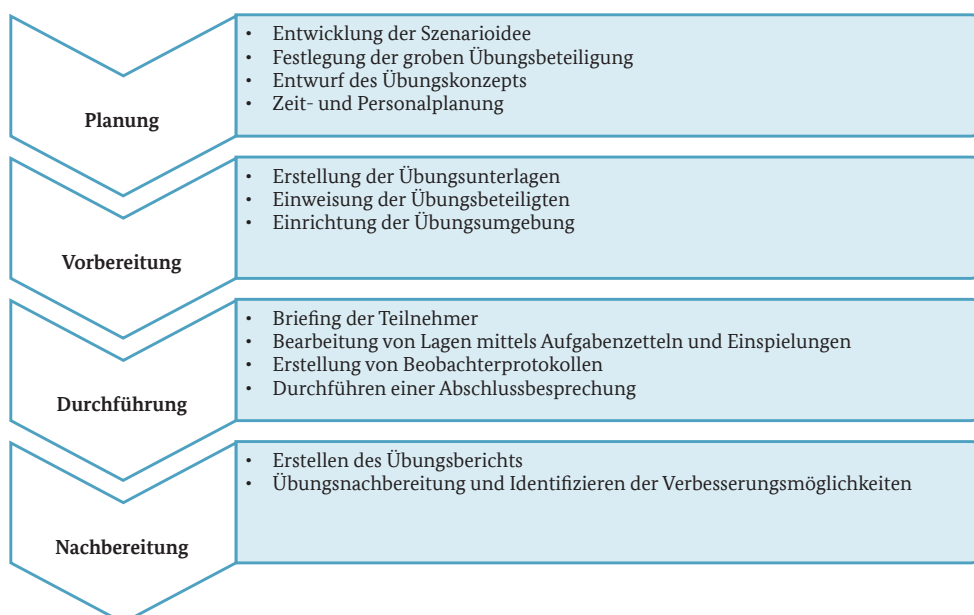 Planung
• Entwicklung der Szenarioidee
• Festlegung der groben Übungsbeteiligung
• Entwurf des Übungskonzepts
• Zeit- und Personalplanung
Vorbereitung
• Erstellung der Übungsunterlagen
• Einweisung der Übungsbeteiligten
• Einrichtung der Übungsumgebung
Durchführung
• Briefing der Teilnehmer
• Bearbeitung von Lagen mittels Aufgabenzetteln und Einspielungen
• Erstellung von Beobachterprotokollen
• Durchführen einer Abschlussbesprechung
Nachbereitung
• Erstellen des Übungsberichts
• Übungsnachbereitung und Identifizieren der Verbesserungsmöglichkeiten